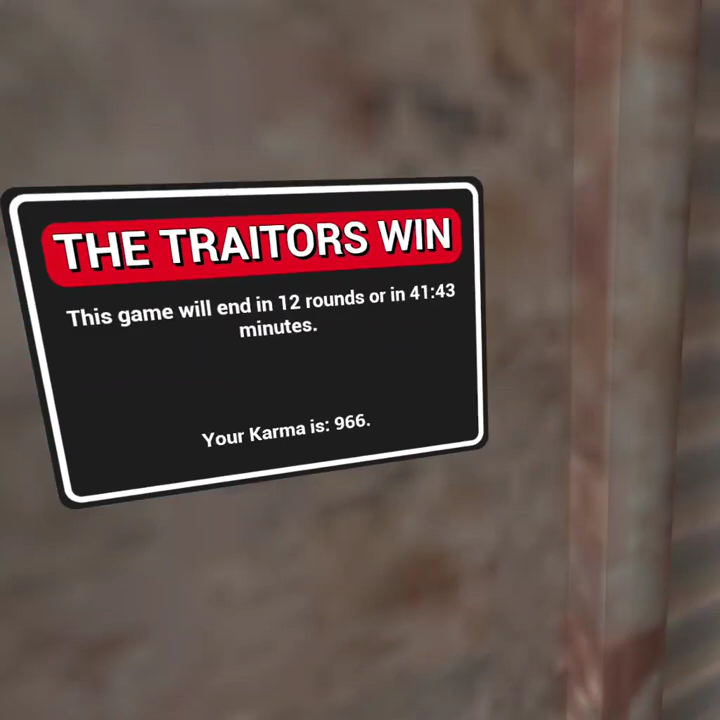 THE TRAITORS WIN
This game will end in 12 rounds or in 41:43
minutes.
Your Karma is: 966.